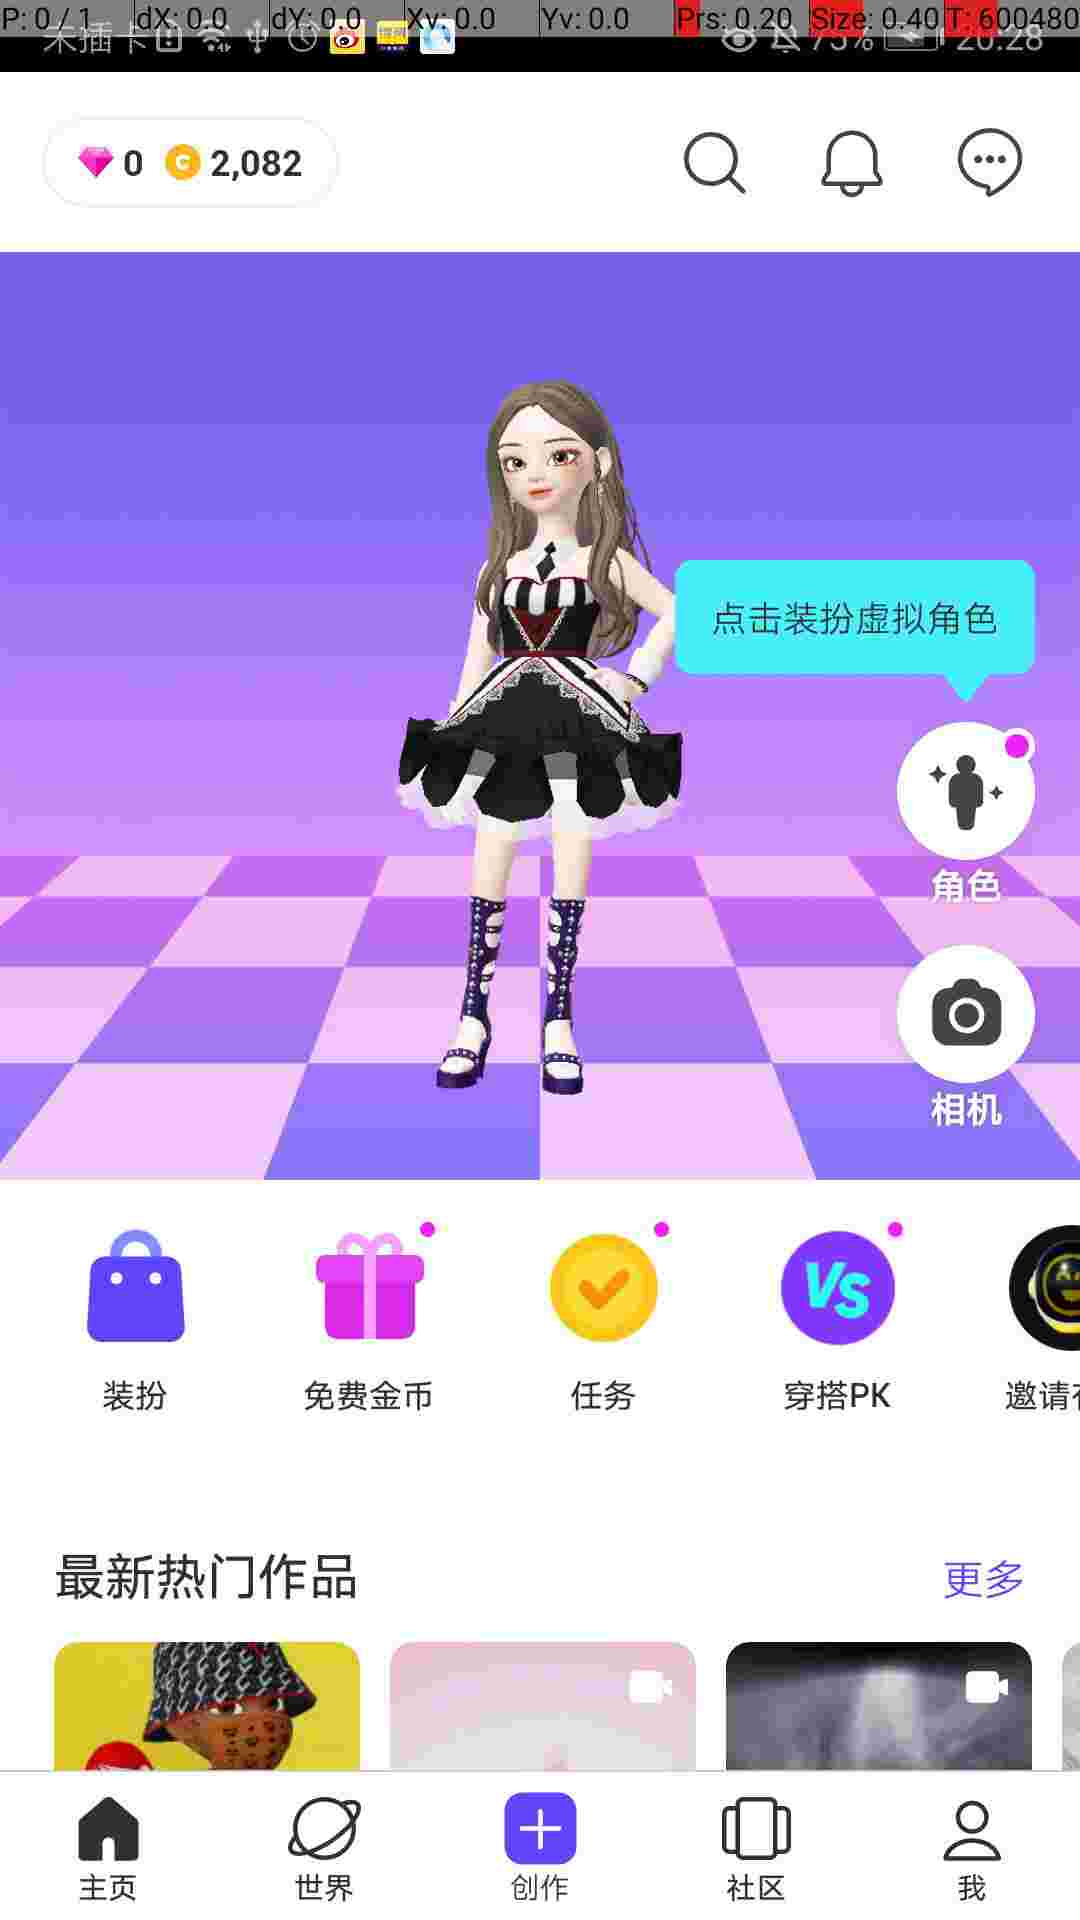 P: 0 / 1 dX: 0.0 dY: 0.0 Xv: 0.0 Yv: 0.0 Prs: 0.20 Size: 0.40 T: 600480
未插卡 75% 20:28
0 2,082
点击装扮虚拟角色
角色
相机
VS
装扮 免费金币 任务 穿搭PK 邀请
最新热门作品 更多
主页 世界 创作 社区 我